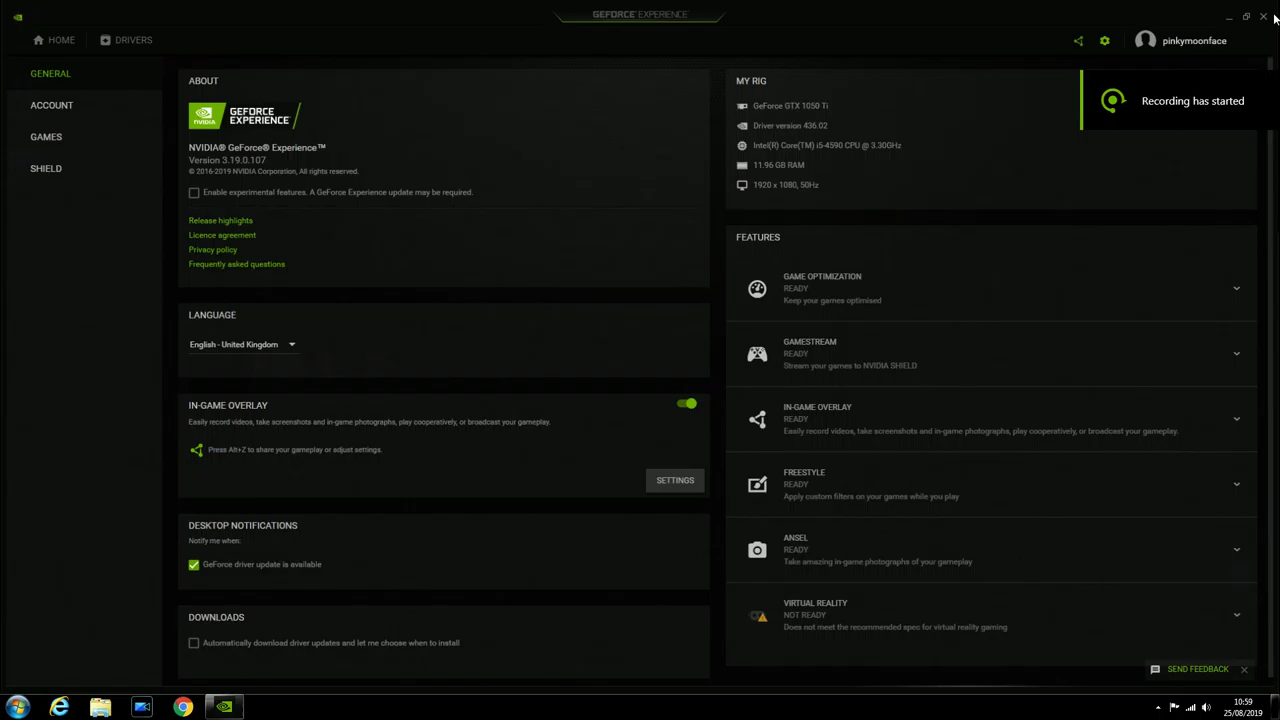 GEFORCE EXPERIENCE
HOME
DRIVERS
pinkymoonface
GENERAL
ACCOUNT
GAMES
SHIELD
ABOUT
NVIDIA
GEFORCE
EXPERIENCE
NVIDIA® GeForce® Experience™
Version 3.19.0.107
© 2016-2019 NVIDIA Corporation, All rights reserved.
Enable experimental features. A GeForce Experience update may be required.
Release highlights
Licence agreement
Privacy policy
Frequently asked questions
LANGUAGE
English - United Kingdom
IN-GAME OVERLAY
Easily record videos, take screenshots and in-game photographs, play cooperatively, or broadcast your gameplay.
Press Alt+Z to share your gameplay or adjust settings.
SETTINGS
DESKTOP NOTIFICATIONS
Notify me when:
GeForce driver update is available
DOWNLOADS
Automatically download driver updates and let me choose when to install
MY RIG
GeForce GTX 1050 Ti
Driver version 436.02
Intel(R) Core(TM) i5-4590 CPU @ 3.30GHz
11.96 GB RAM
1920 x 1080, 50Hz
Recording has started
FEATURES
GAME OPTIMIZATION
READY
Keep your games optimised
GAMESTREAM
READY
Stream your games to NVIDIA SHIELD
IN-GAME OVERLAY
READY
Easily record videos, take screenshots and in-game photographs, play cooperatively, or broadcast your gameplay.
FREESTYLE
READY
Apply custom filters on your games while you play
ANSEL
READY
Take amazing in-game photographs of your gameplay
VIRTUAL REALITY
NOT READY
Does not meet the recommended spec for virtual reality gaming
SEND FEEDBACK
10:59
25/08/2019